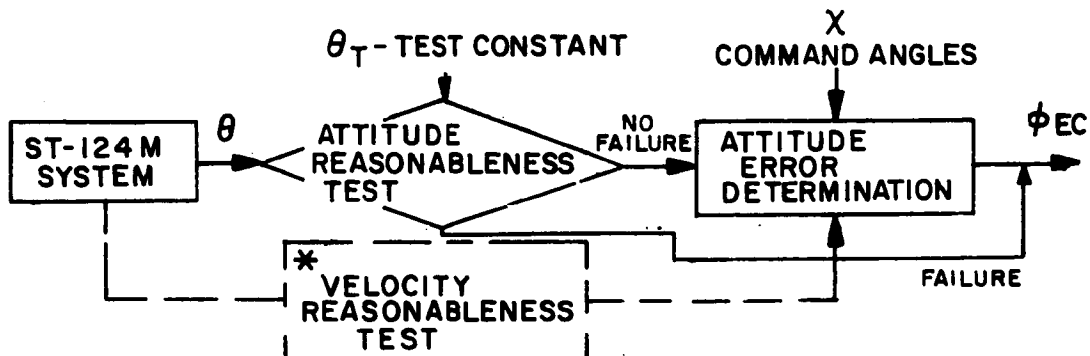 θT - TEST CONSTANT
χ
COMMAND ANGLES
ST-124M
SYSTEM
θ
ATTITUDE
REASONABLENESS
TEST
NO
FAILURE
ATTITUDE
ERROR
DETERMINATION
ϕEC
FAILURE
*
VELOCITY
REASONABLENESS
TEST